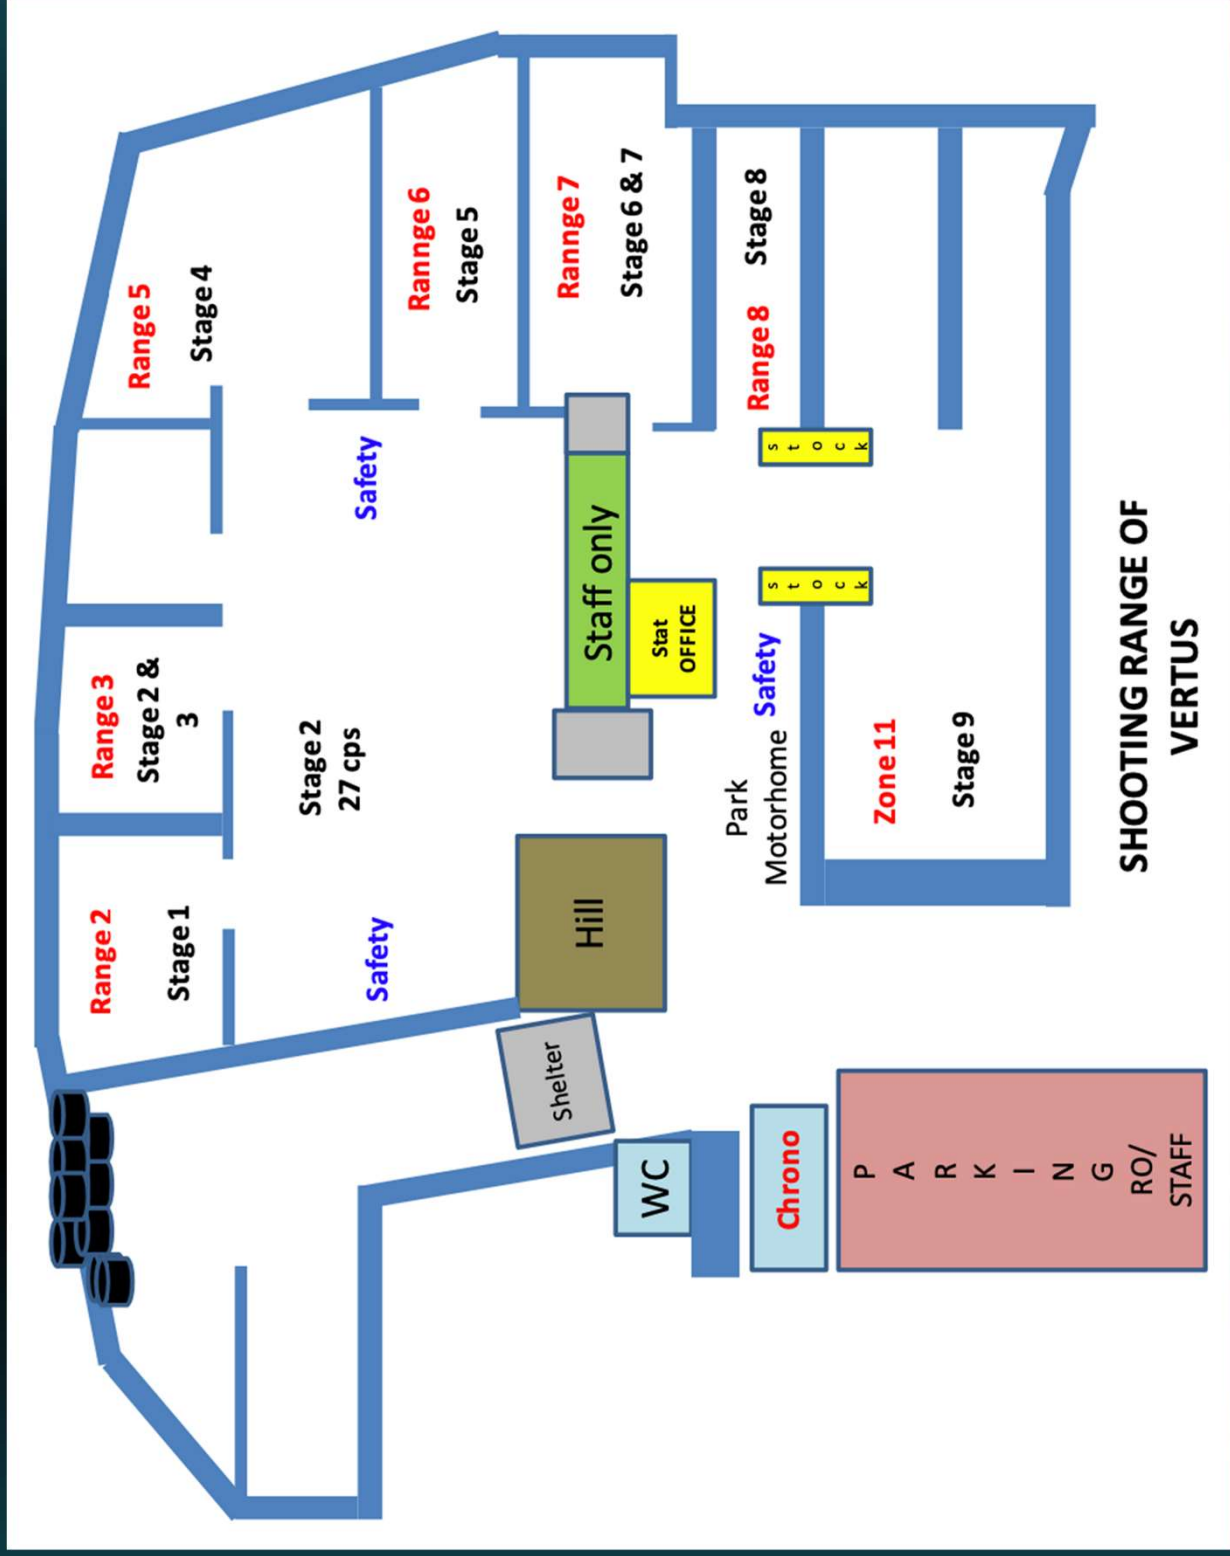 Range 2
Stage1
Range 3
Stage 2 &
3
Range 5
Stage 4
Stage 2
27 cps
Safety
Safety
Rannge 6
Stage 5
Rannge 7
Stage 6 & 7
Staff only
Stat
OFFICE
Hill
Shelter
WC
Range 8 Stage 8
stock
stock
Safety
Park
Motorhome
Zone 11
Stage 9
Chrono
P
A
R
K
I
N
G
RO/
STAFF
SHOOTING RANGE OF
VERTUS